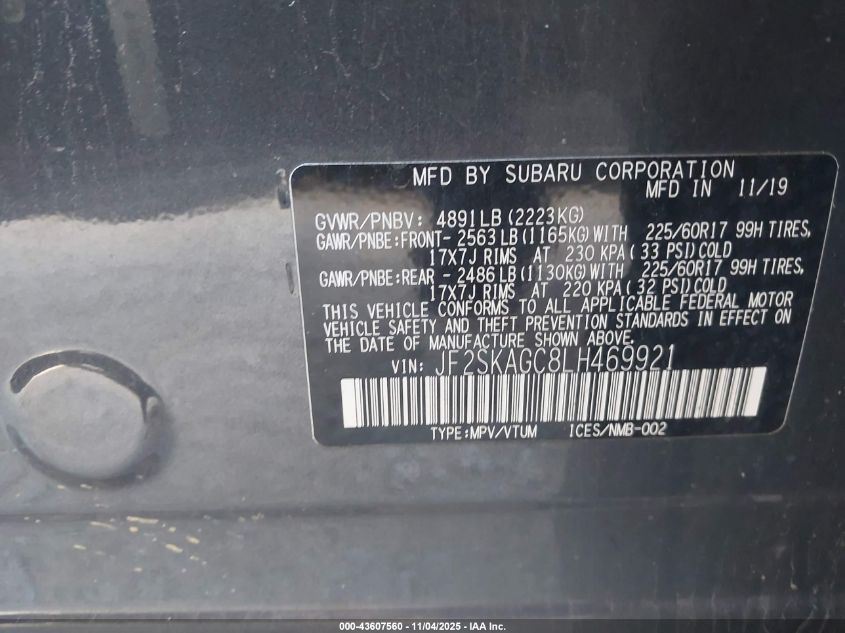 MFD BY SUBARU CORPORATION
MFD IN 11/19
GVWR/PNBV: 4891LB (2223KG)
GAWR/PNBE:FRONT- 2563 LB (1165KG) WITH 225/60R17 99H TIRES,
17X7J RIMS AT 230 KPA ( 33 PSI) COLD
GAWR/PNBE:REAR - 2486 LB (1130KG) WITH 225/60R17 99H TIRES,
17X7J RIMS AT 220 KPA ( 32 PSI) COLD
THIS VEHICLE CONFORMS TO ALL APPLICABLE FEDERAL MOTOR
VEHICLE SAFETY AND THEFT PREVENTION STANDARDS IN EFFECT ON
THE DATE OF MANUFACTURE SHOWN ABOVE.
VIN: JF2SKAGC8LH469921
TYPE:MPV/VTUM ICES/NMB-002
000-43607560 - 11/04/2025 - IAA Inc.